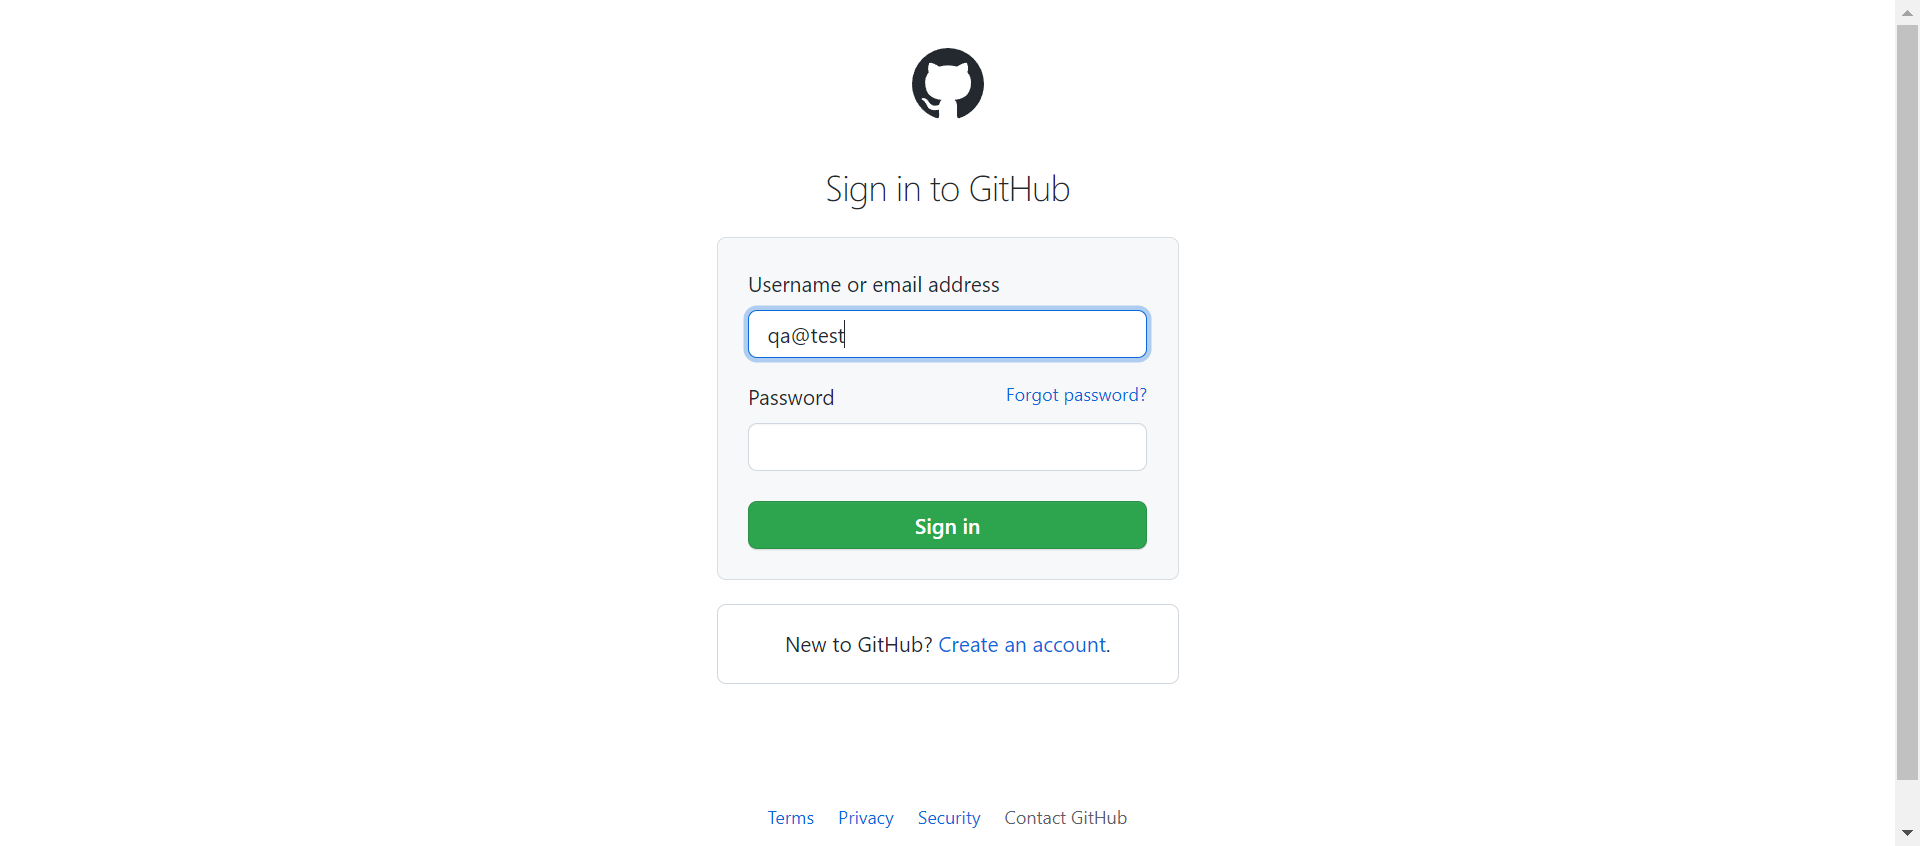 Sign in to GitHub
Username or email address
qa@test
Password
Forgot password?
Sign in
New to GitHub? Create an account.
Terms Privacy Security Contact GitHub